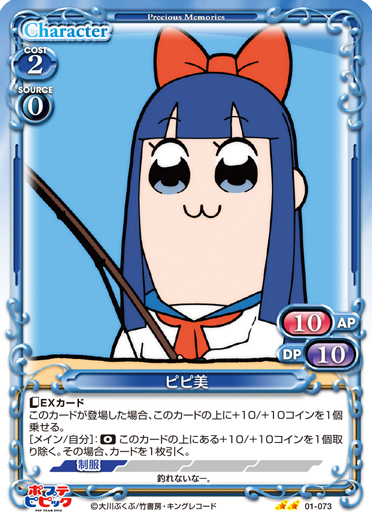 Precious Memories
Character
COST
2
SOURCE
0
10 AP
DP 10
ピピ美
EXカード
このカードが登場した場合、このカードの上に+10/+10コインを1個
乗せる。
[メイン/自分]: 0 このカードの上にある+10/+10コインを1個取
り除く。その場合、カードを1枚引く。
制服
釣れないなー。
ポプテピピック
POP TEAM EPIC
©大川ぶくぶ/竹書房・キングレコード
01-073